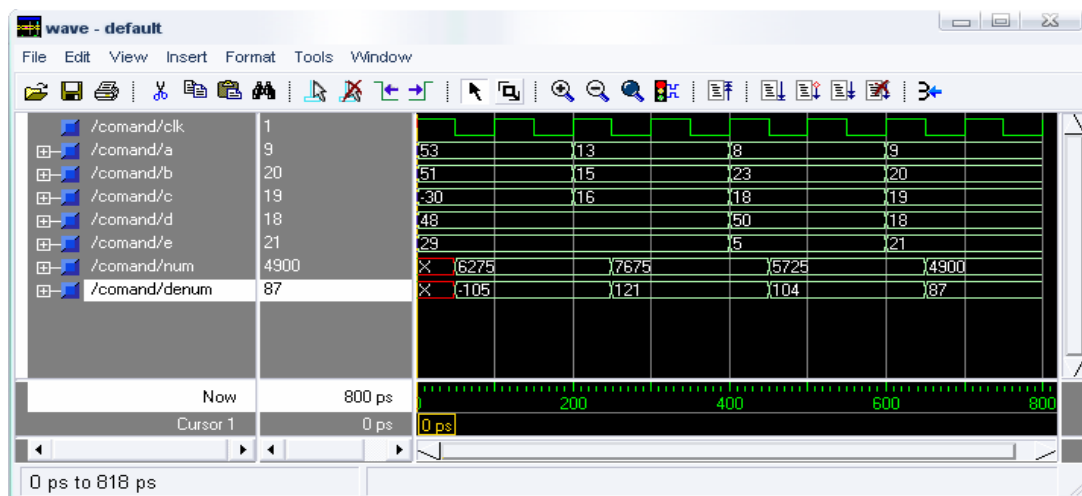 wave - default
File Edit View Insert Format Tools Window
/comand/clk 1
/comand/a 9 53 13 8 9
/comand/b 20 51 15 23 20
/comand/c 19 -30 16 18 19
/comand/d 18 48 50 18
/comand/e 21 29 5 21
/comand/num 4900 X 6275 7675 5725 4900
/comand/denum 87 X -105 121 104 87
Now 800 ps 200 400 600 800
Cursor 1 0 ps 0 ps
0 ps to 818 ps